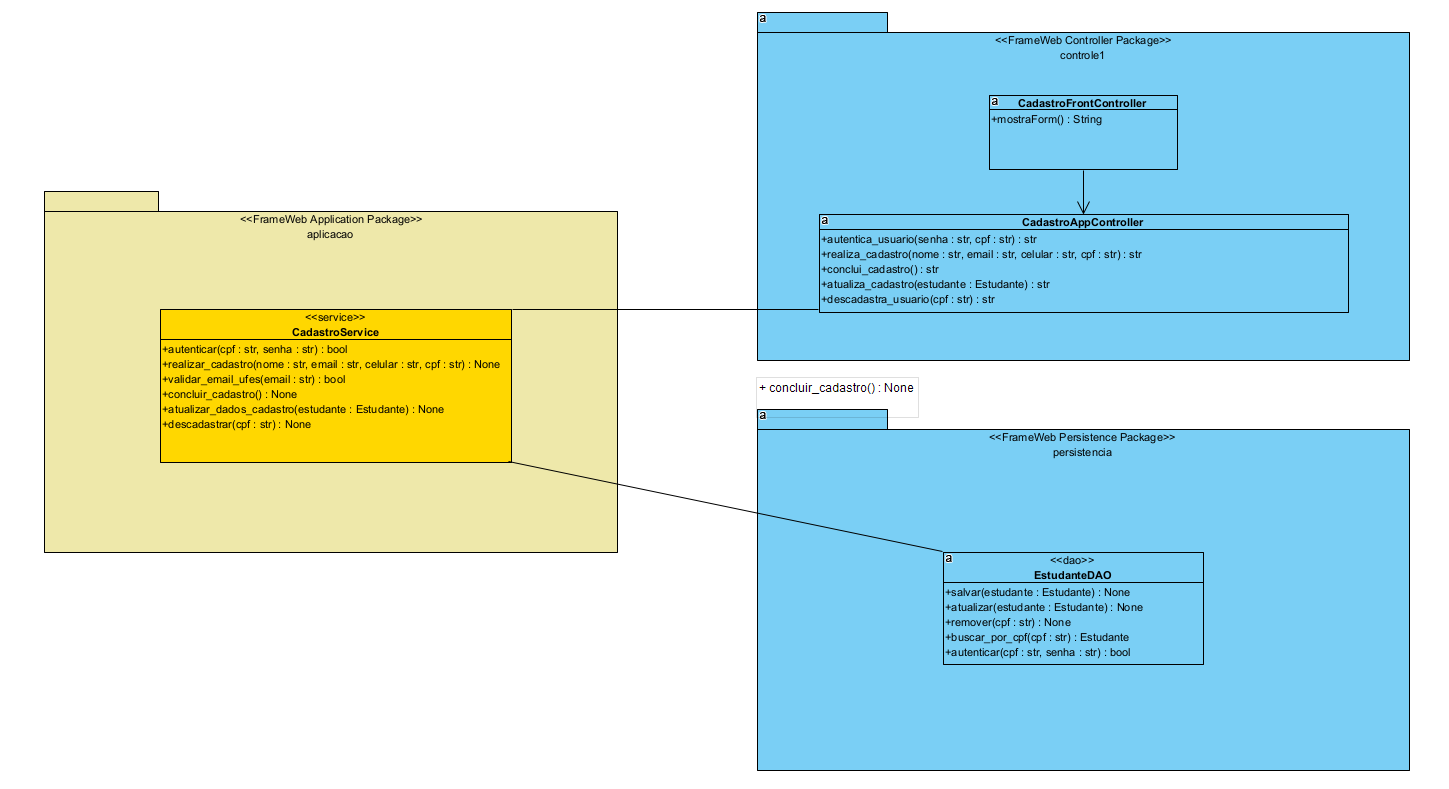 <<FrameWeb Application Package>>
aplicacao
<<service>>
CadastroService
+autenticar(cpf : str, senha : str) : bool
+realizar_cadastro(nome : str, email : str, celular : str, cpf : str) : None
+validar_email_ufes(email : str) : bool
+concluir_cadastro() : None
+atualizar_dados_cadastro(estudante : Estudante) : None
+descadastrar(cpf : str) : None
a
<<FrameWeb Controller Package>>
controle1
a
CadastroFrontController
+mostraForm() : String
a
CadastroAppController
+autentica_usuario(senha : str, cpf : str) : str
+realiza_cadastro(nome : str, email : str, celular : str, cpf : str) : str
+conclui_cadastro() : str
+atualiza_cadastro(estudante : Estudante) : str
+descadastra_usuario(cpf : str) : str
+ concluir_cadastro() : None
a
<<FrameWeb Persistence Package>>
persistencia
a
<<dao>>
EstudanteDAO
+salvar(estudante : Estudante) : None
+atualizar(estudante : Estudante) : None
+remover(cpf : str) : None
+buscar_por_cpf(cpf : str) : Estudante
+autenticar(cpf : str, senha : str) : bool